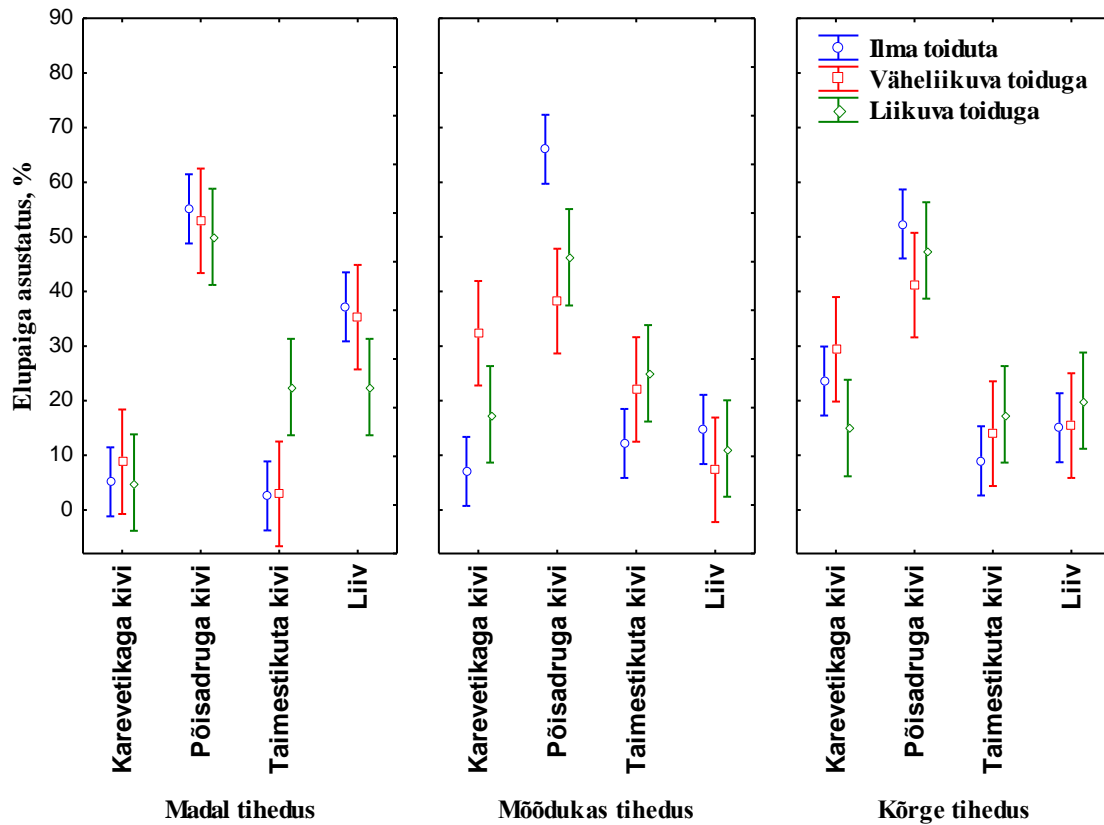 90
80
70
60
50
40
30
20
10
0
Elupaiga asustatus, %
Ilma toiduta
Väheliikuva toiduga
Liikuva toiduga
Karevetikaga kivi
Põisadruga kivi
Taimestikuta kivi
Liiv
Karevetikaga kivi
Põisadruga kivi
Taimestikuta kivi
Liiv
Karevetikaga kivi
Põisadruga kivi
Taimestikuta kivi
Liiv
Madal tihedus
Mõõdukas tihedus
Kõrge tihedus